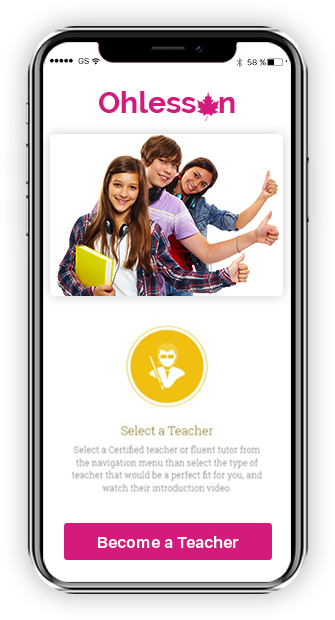 GS 58 %
Ohlesson
Select a Teacher
Select a Certified teacher or fluent tutor from
the navigation menu than select the type of
teacher that would be a perfect fit for you, and
watch their introduction video.
Become a Teacher